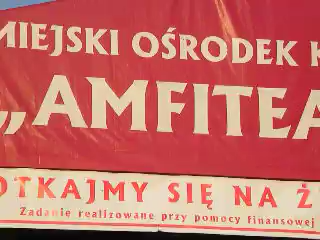 MIEJSKI OŚRODEK K
„AMFITEA
OTKAJMY SIĘ NA Ż
Zadanie realizowane przy pomocy finansowej